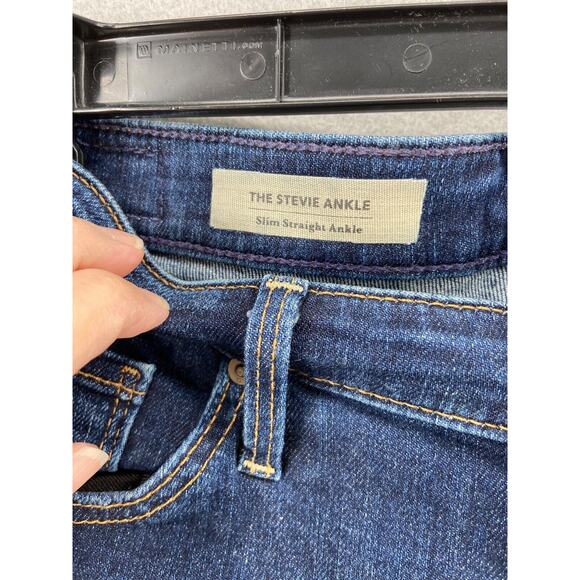 MAINETTI.COM
THE STEVIE ANKLE
Slim Straight Ankle